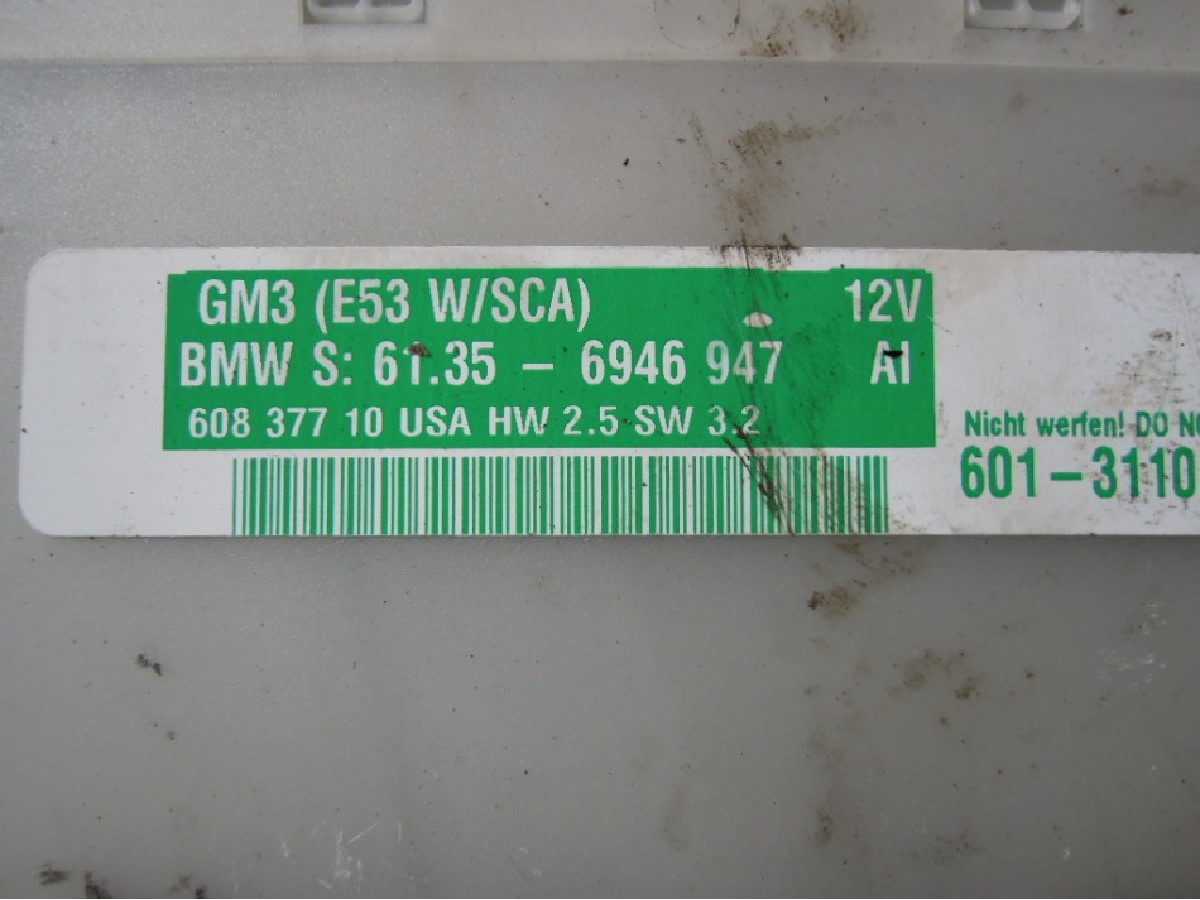 GM3 (E53 W/SCA) 12V
BMW S: 61.35 – 6946 947 AI
608 377 10 USA HW 2.5 SW 3.2
Nicht werfen! DO
601 – 3110